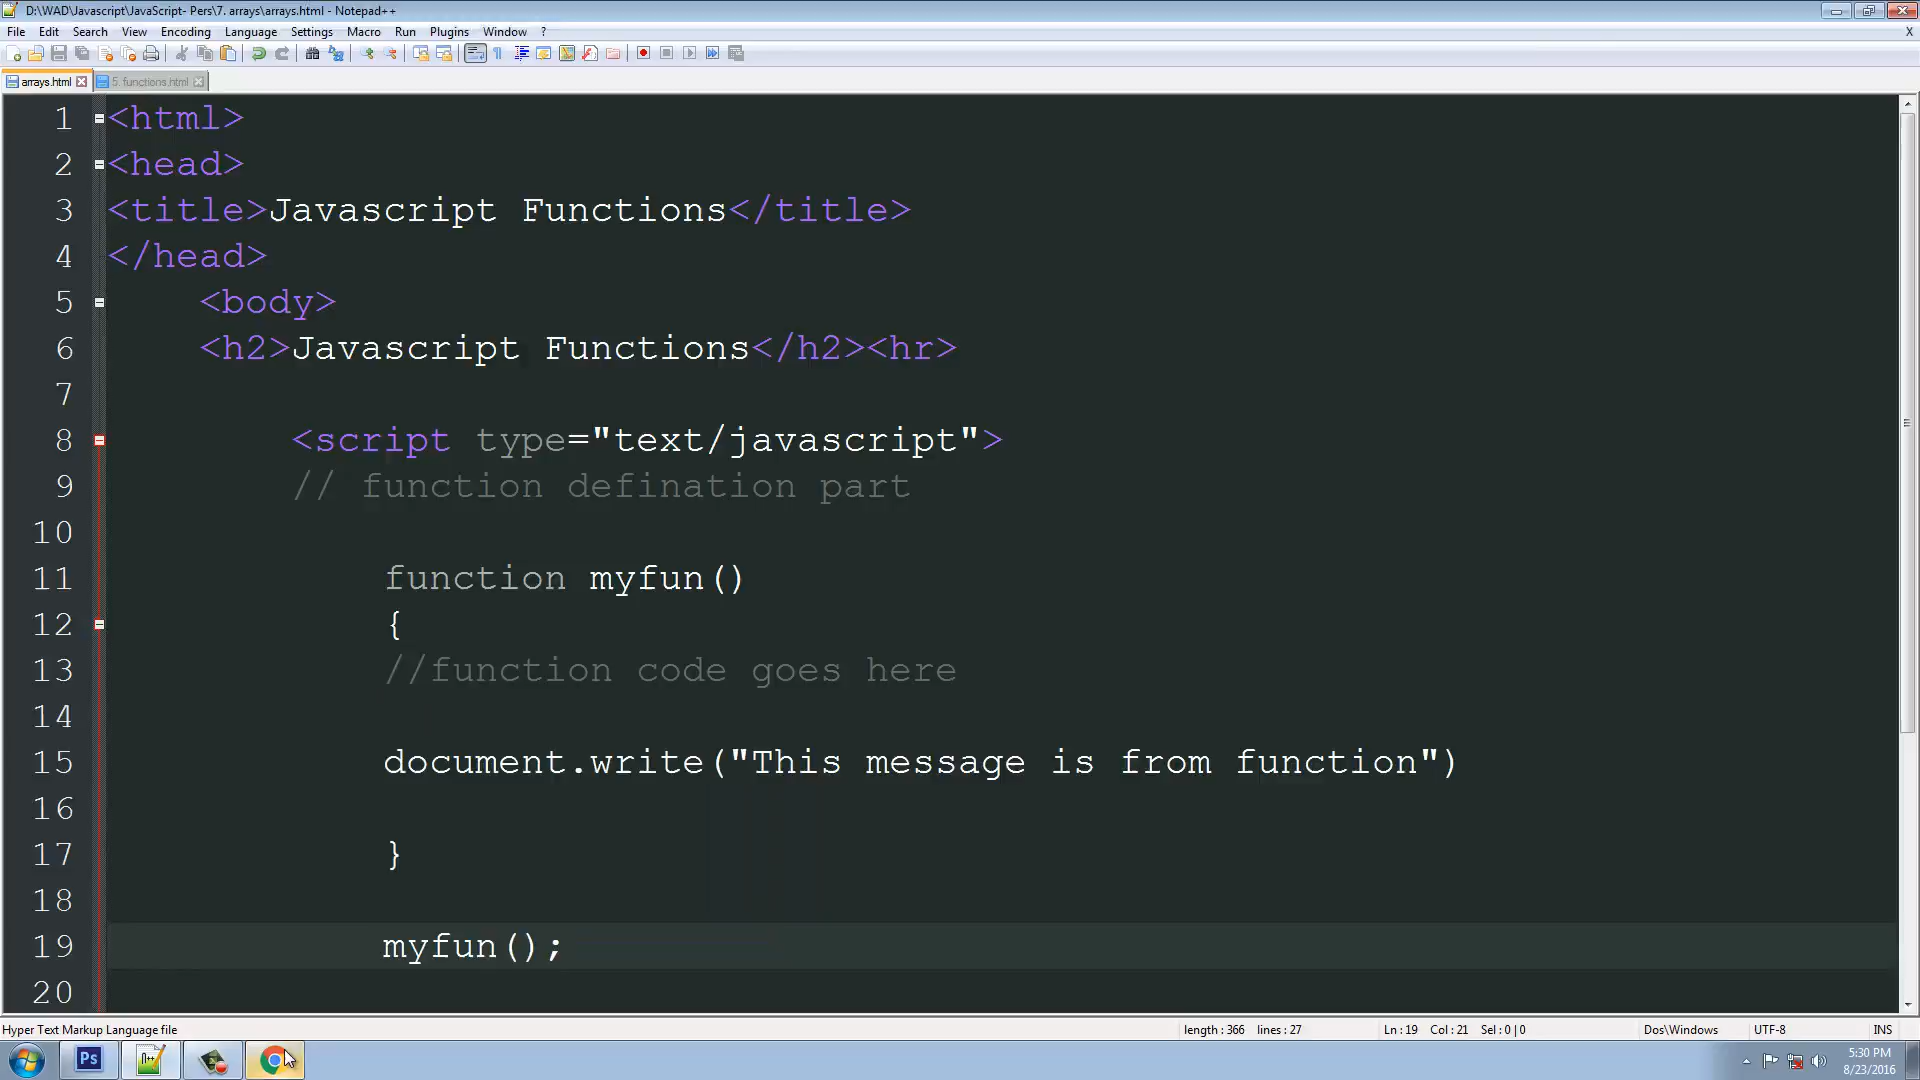 D:\WAD\Javascript\JavaScript- Pers\7. arrays\arrays.html - Notepad++
File Edit Search View Encoding Language Settings Macro Run Plugins Window ? X
arrays.html 5. functions.html
1 <html>
2 <head>
3 <title>Javascript Functions</title>
4 </head>
5 <body>
6 <h2>Javascript Functions</h2><hr>
7
8 <script type="text/javascript">
9 // function defination part
10
11 function myfun()
12 {
13 //function code goes here
14
15 document.write("This message is from function")
16
17 }
18
19 myfun();
20
Hyper Text Markup Language file length : 366 lines : 27 Ln : 19 Col : 21 Sel : 0 | 0 Dos\Windows UTF-8 INS
Ps
5:30 PM
8/23/2016